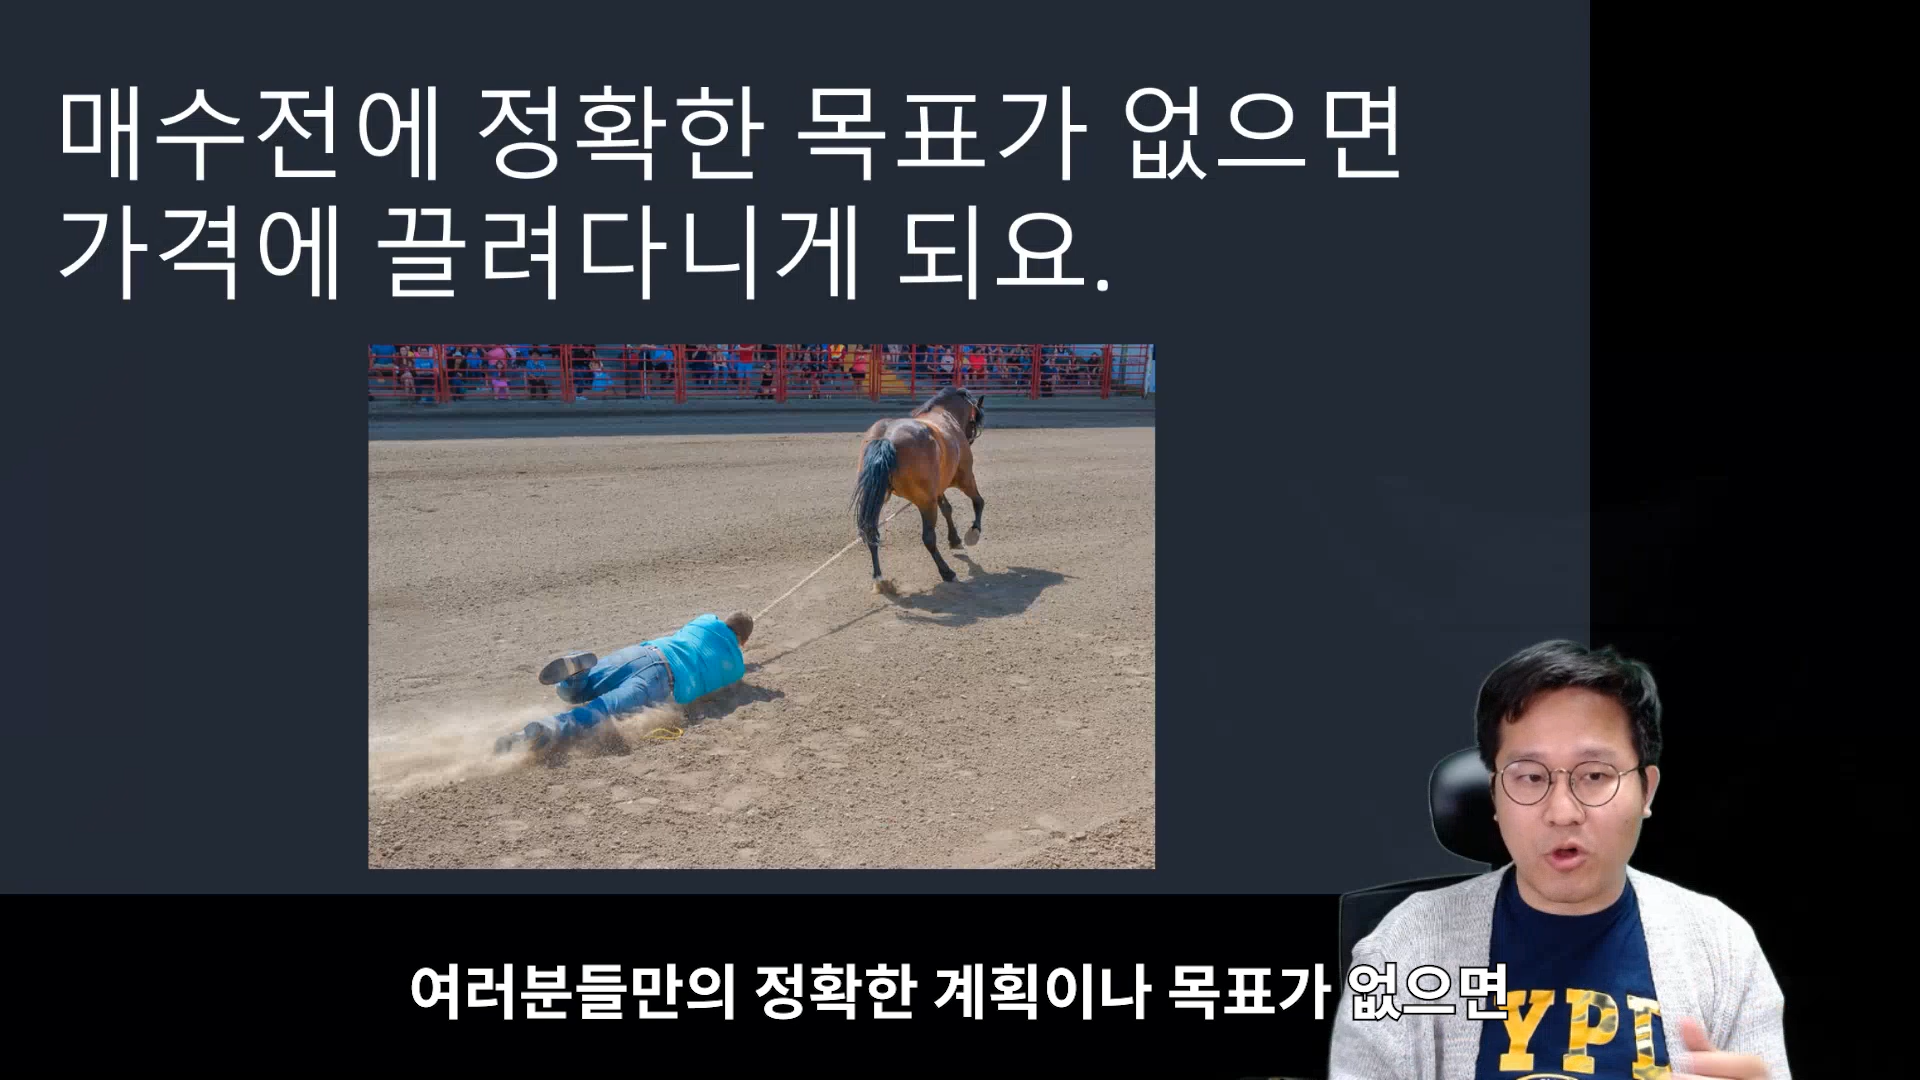 매수전에 정확한 목표가 없으면
가격에 끌려다니게 되요.
여러분들만의 정확한 계획이나 목표가 없으면